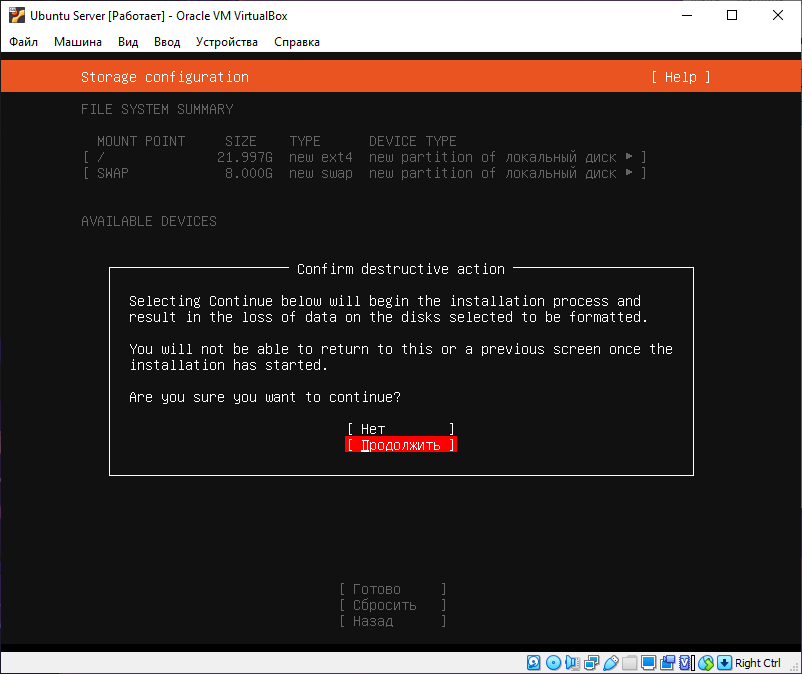 Ubuntu Server [Работает] - Oracle VM VirtualBox
Файл Машина Вид Ввод Устройства Справка
Storage configuration [ Help ]
FILE SYSTEM SUMMARY
MOUNT POINT SIZE TYPE DEVICE TYPE
[ / 21.997G new ext4 new partition of локальный диск ▸ ]
[ SWAP 8.000G new swap new partition of локальный диск ▸ ]
AVAILABLE DEVICES
Confirm destructive action
Selecting Continue below will begin the installation process and
result in the loss of data on the disks selected to be formatted.
You will not be able to return to this or a previous screen once the
installation has started.
Are you sure you want to continue?
[ Нет ]
[ Продолжить ]
[ Готово ]
[ Сбросить ]
[ Назад ]
Right Ctrl